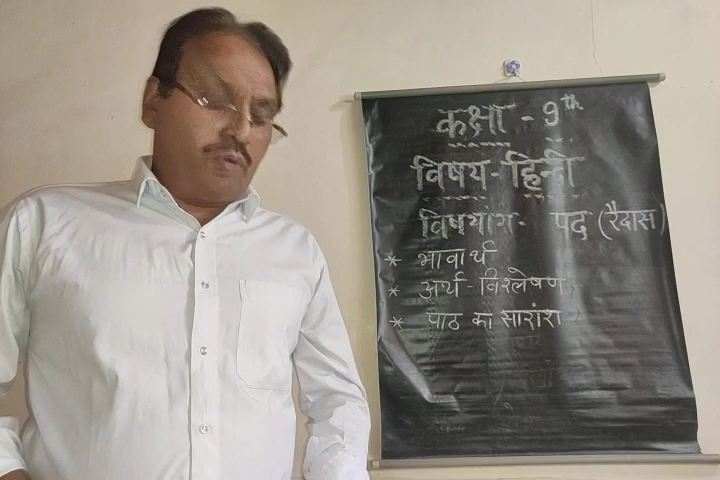 कक्षा - 9th
विषय - हिन्दी
विषयांग - पद (रैदास)
* भावार्थ
* अर्थ - विश्लेषण
* पाठ का सारांश